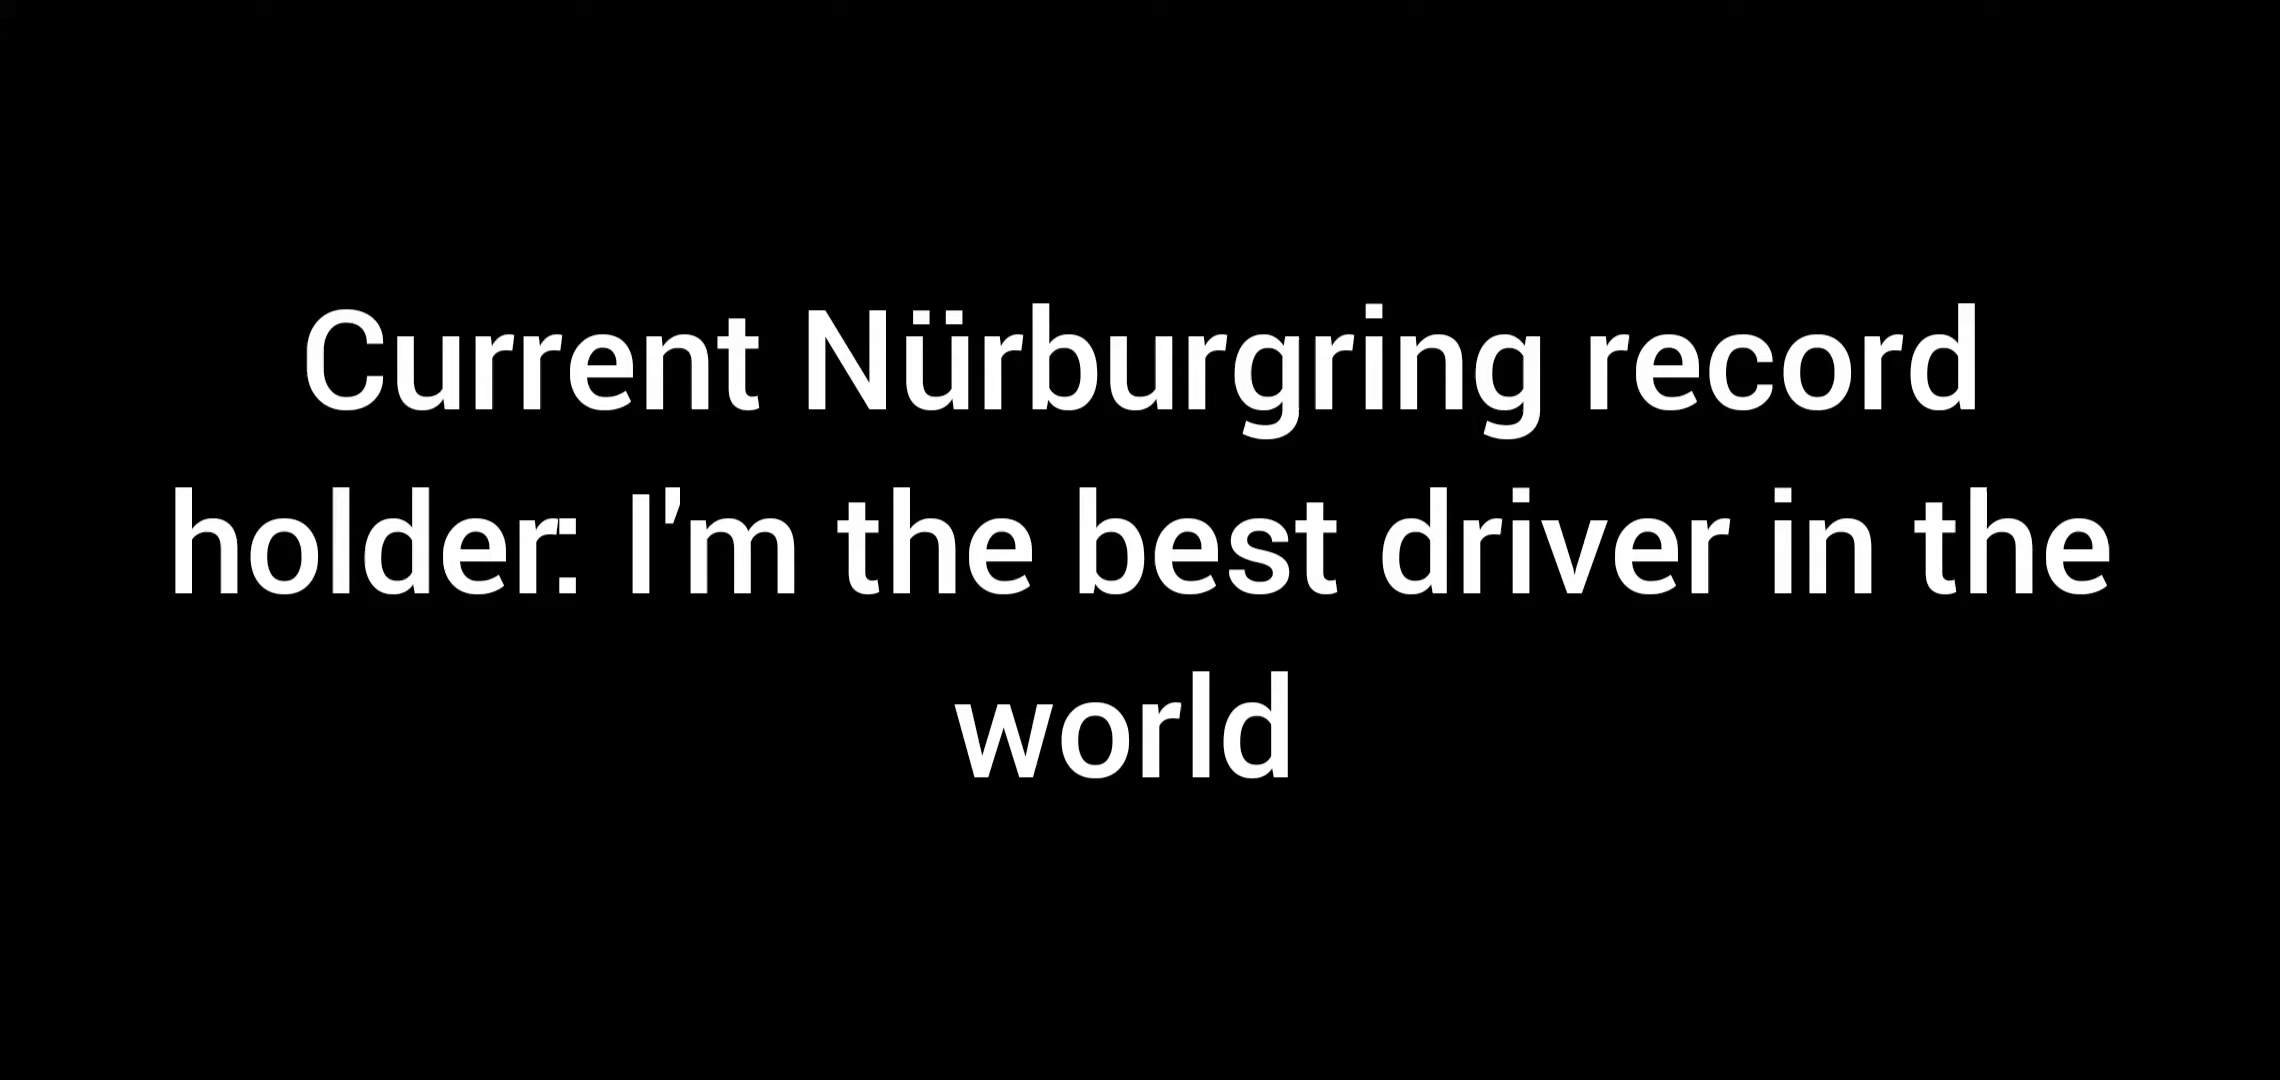 Current Nürburgring record
holder: I'm the best driver in the
world